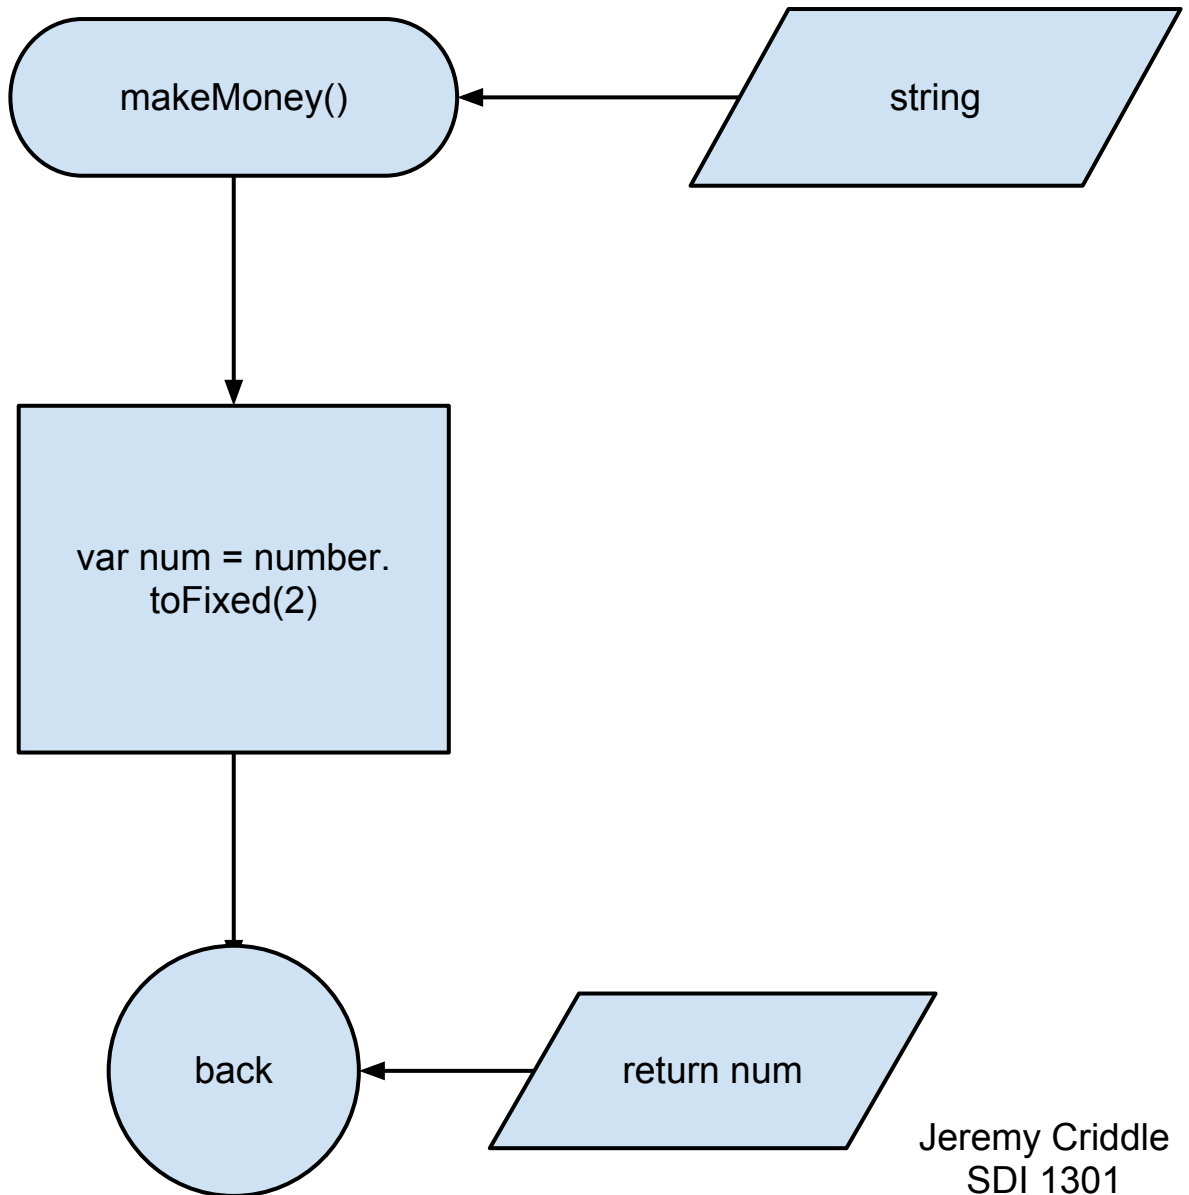 makeMoney()
string
var num = number.
toFixed(2)
back
return num
Jeremy Criddle
SDI 1301